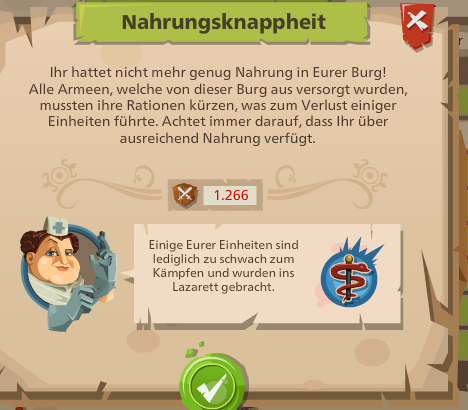 Nahrungsknappheit
Ihr hattet nicht mehr genug Nahrung in Eurer Burg!
Alle Armeen, welche von dieser Burg aus versorgt wurden,
mussten ihre Rationen kürzen, was zum Verlust einiger
Einheiten führte. Achtet immer darauf, dass Ihr über
ausreichend Nahrung verfügt.
1.266
Einige Eurer Einheiten sind
lediglich zu schwach zum
Kämpfen und wurden ins
Lazarett gebracht.